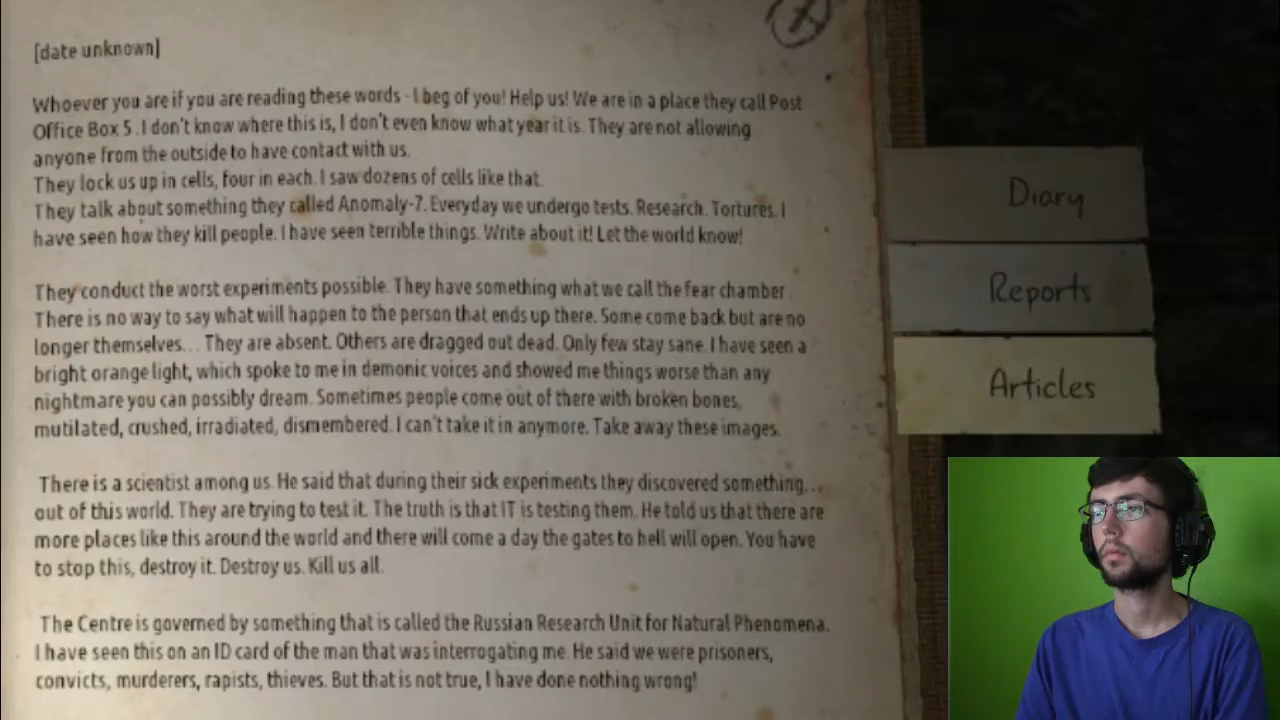 [date unknown]
Whoever you are if you are reading these words - I beg of you! Help us! We are in a place they call Post
Office Box 5. I don't know where this is, I don't even know what year it is. They are not allowing
anyone from the outside to have contact with us.
They lock us up in cells, four in each. I saw dozens of cells like that.
They talk about something they called Anomaly-7. Everyday we undergo tests. Research. Tortures. I
have seen how they kill people. I have seen terrible things. Write about it! Let the world know!
They conduct the worst experiments possible. They have something what we call the fear chamber.
There is no way to say what will happen to the person that ends up there. Some come back but are no
longer themselves... They are absent. Others are dragged out dead. Only few stay sane. I have seen a
bright orange light, which spoke to me in demonic voices and showed me things worse than any
nightmare you can possibly dream. Sometimes people come out of there with broken bones,
mutilated, crushed, irradiated, dismembered. I can't take it in anymore. Take away these images.
There is a scientist among us. He said that during their sick experiments they discovered something...
out of this world. They are trying to test it. The truth is that IT is testing them. He told us that there are
more places like this around the world and there will come a day the gates to hell will open. You have
to stop this, destroy it. Destroy us. Kill us all.
The Centre is governed by something that is called the Russian Research Unit for Natural Phenomena.
I have seen this on an ID card of the man that was interrogating me. He said we were prisoners,
convicts, murderers, rapists, thieves. But that is not true, I have done nothing wrong!
Diary
Reports
Articles